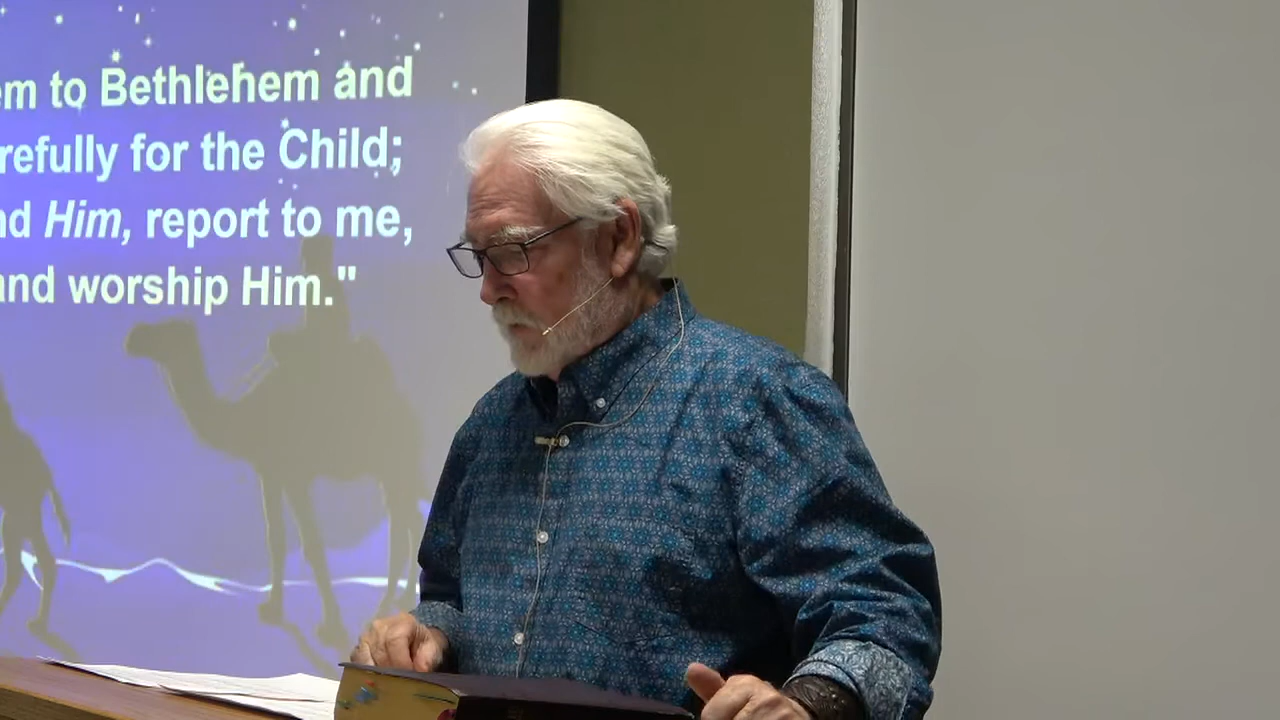 em to Bethlehem and
refully for the Child;
nd Him, report to me,
and worship Him."